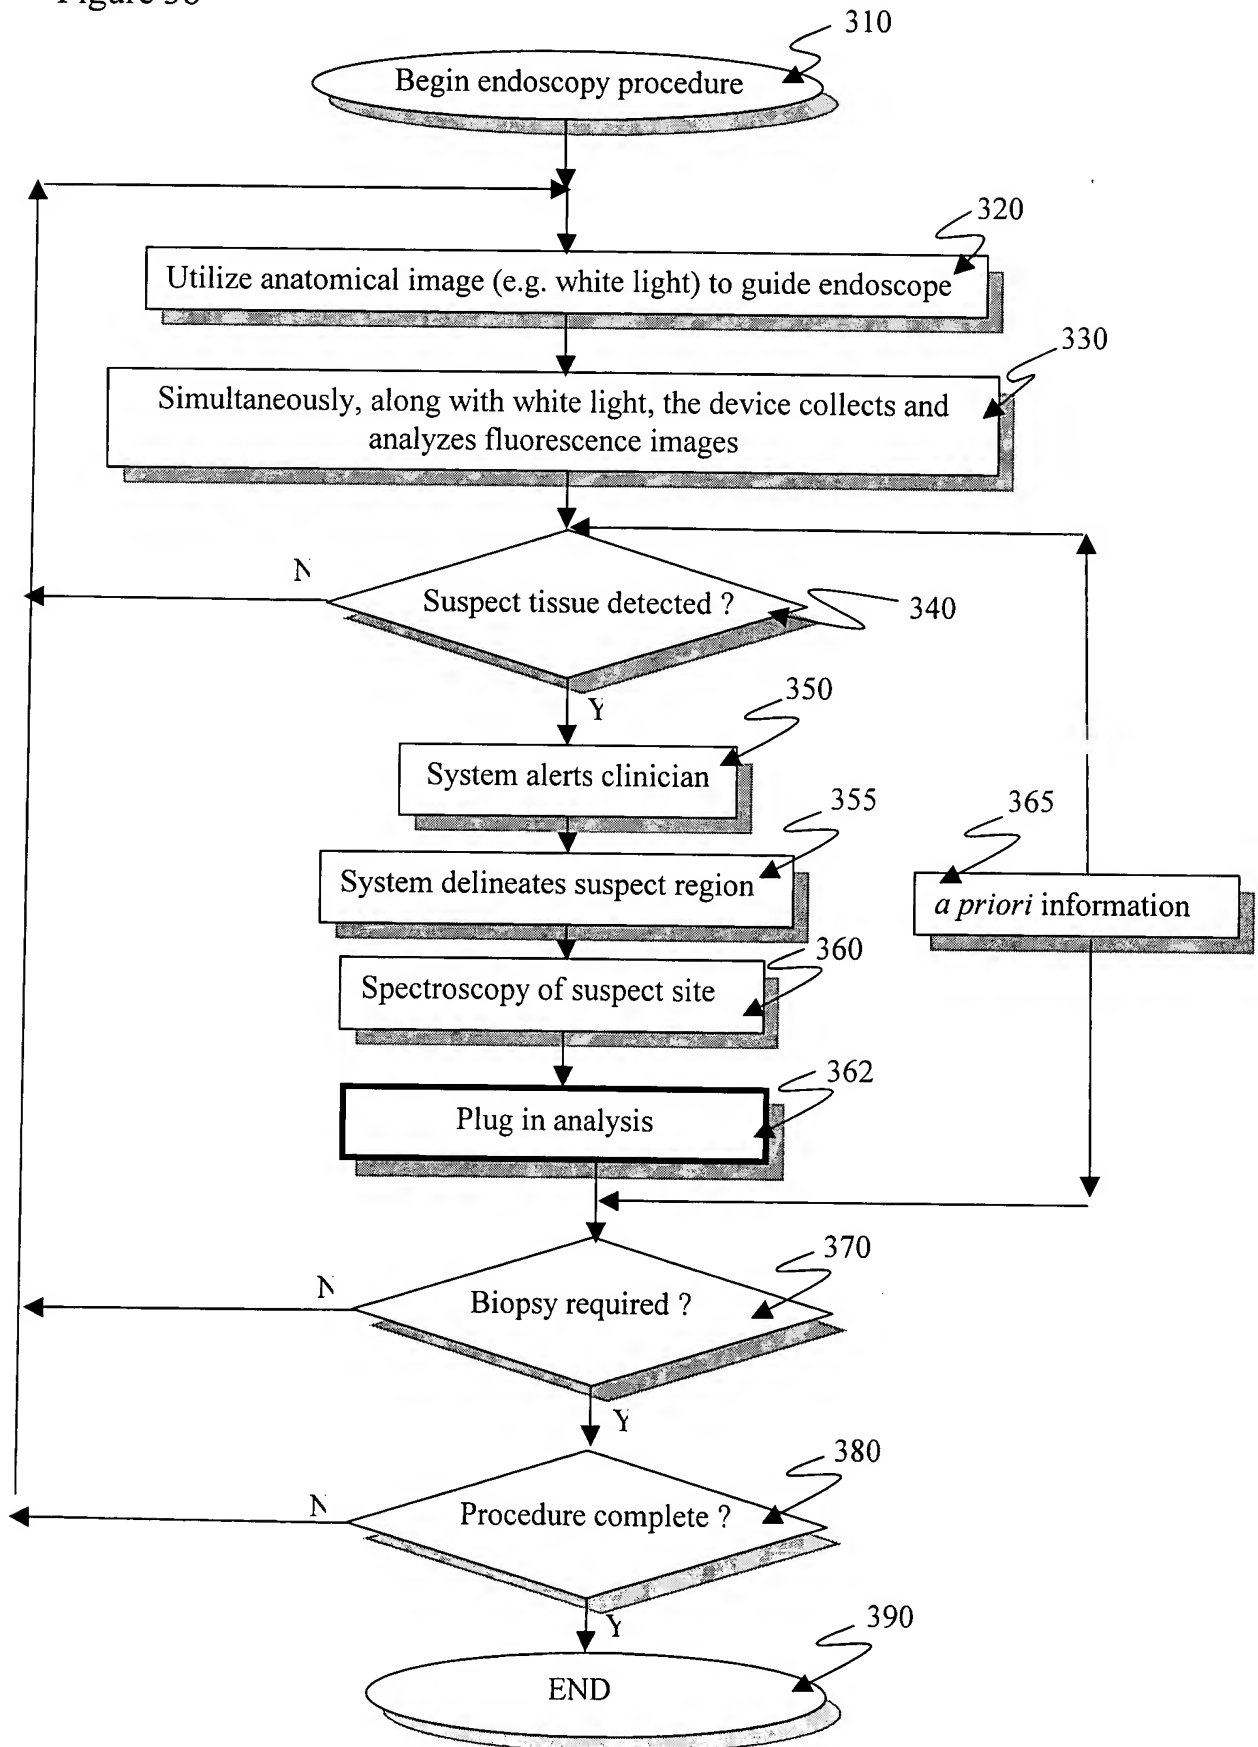 310
Begin endoscopy procedure
320
Utilize anatomical image (e.g. white light) to guide endoscope
330
Simultaneously, along with white light, the device collects and
analyzes fluorescence images
N
Suspect tissue detected ?
340
Y
350
System alerts clinician
355
365
System delineates suspect region
a priori information
360
Spectroscopy of suspect site
362
Plug in analysis
370
N
Biopsy required ?
Y
380
N
Procedure complete ?
Y
390
END